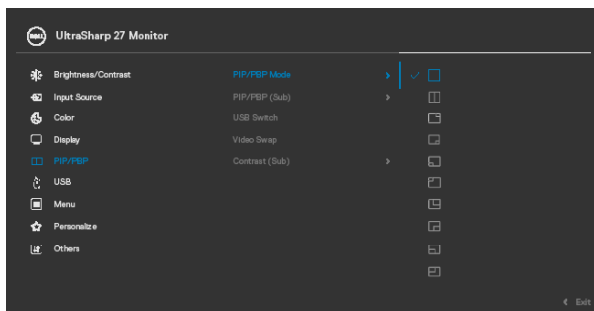 DELL UltraSharp 27 Monitor
Brightness/Contrast PIP/PBP Mode
Input Source PIP/PBP (Sub)
Color USB Switch
Display Video Swap
PIP/PBP Contrast (Sub)
USB
Menu
Personalize
Others
Exit